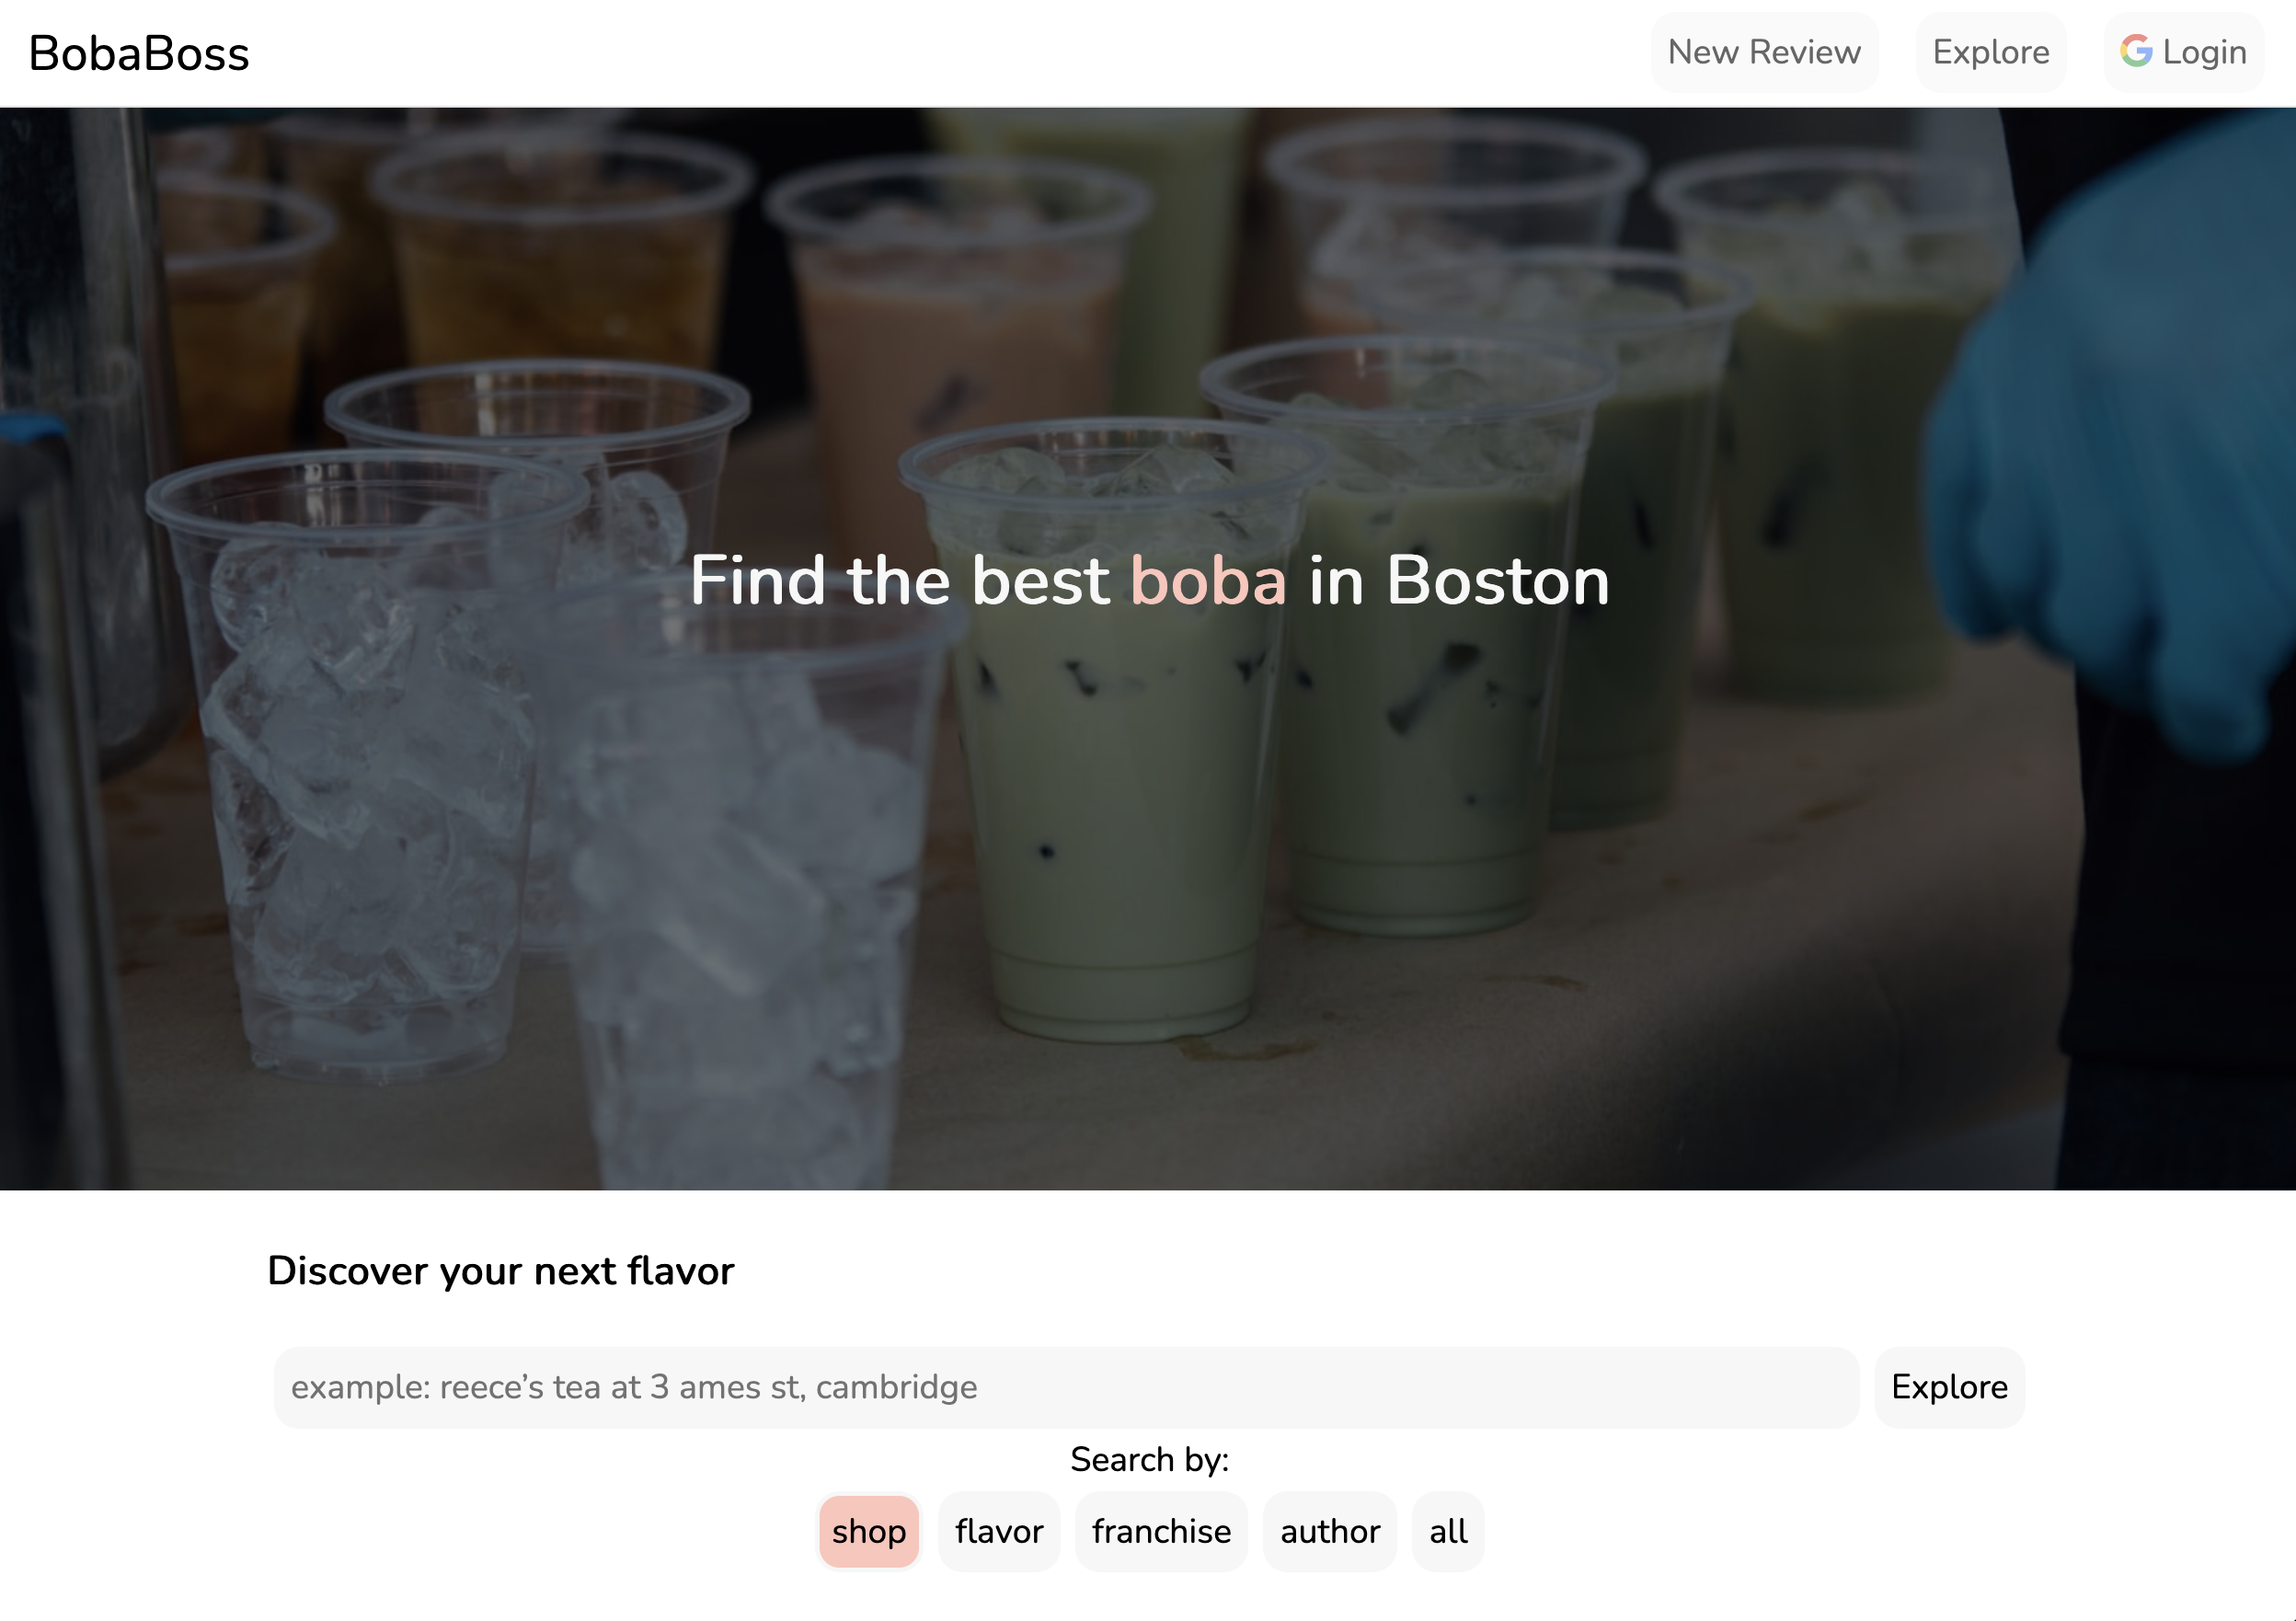 BobaBoss
New Review
Explore
Login
Find the best boba in Boston
Discover your next flavor
example: reece’s tea at 3 ames st, cambridge
Explore
Search by:
shop
flavor
franchise
author
all